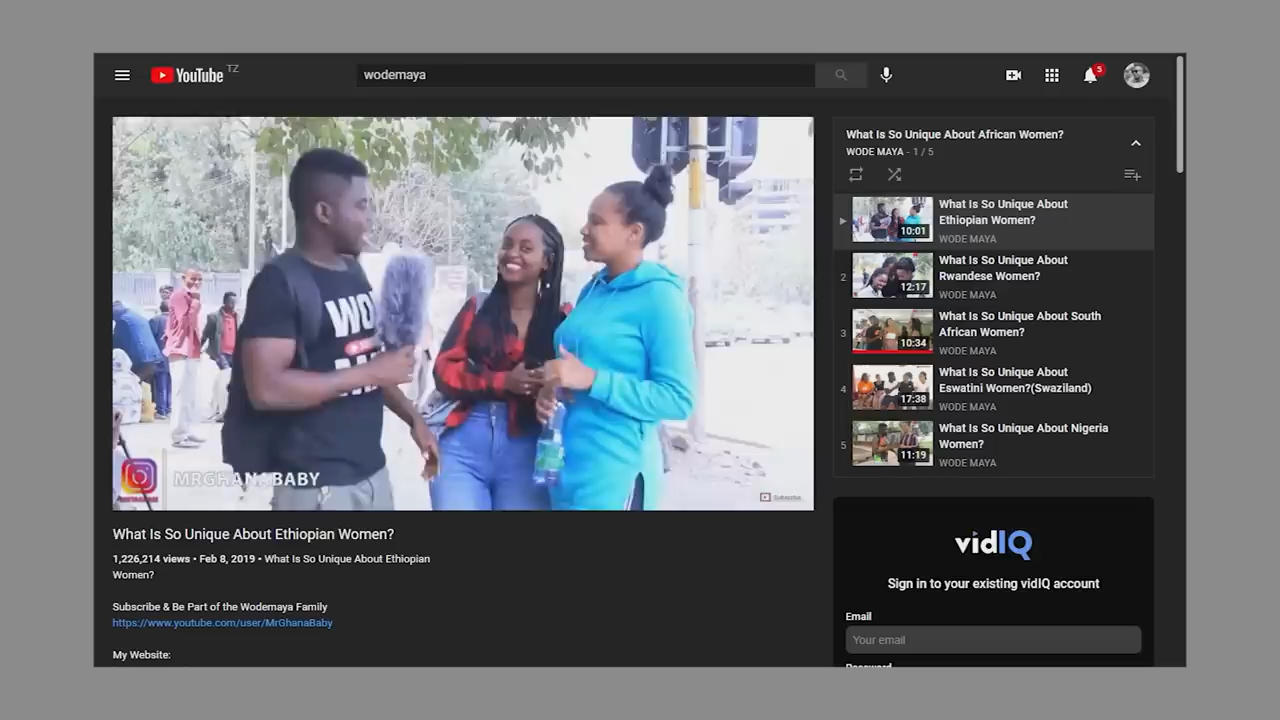 YouTube TZ
wodemaya
5
MRGHANABABY
Subscribe
What Is So Unique About Ethiopian Women?
1,226,214 views • Feb 8, 2019 • What Is So Unique About Ethiopian
Women?
Subscribe & Be Part of the Wodemaya Family
https://www.youtube.com/user/MrGhanaBaby
My Website:
What Is So Unique About African Women?
WODE MAYA - 1 / 5
10:01
What Is So Unique About
Ethiopian Women?
WODE MAYA
2
12:17
What Is So Unique About
Rwandese Women?
WODE MAYA
3
10:34
What Is So Unique About South
African Women?
WODE MAYA
4
17:38
What Is So Unique About
Eswatini Women?(Swaziland)
WODE MAYA
5
11:19
What Is So Unique About Nigeria
Women?
WODE MAYA
vidIQ
Sign in to your existing vidIQ account
Email
Your email
Password